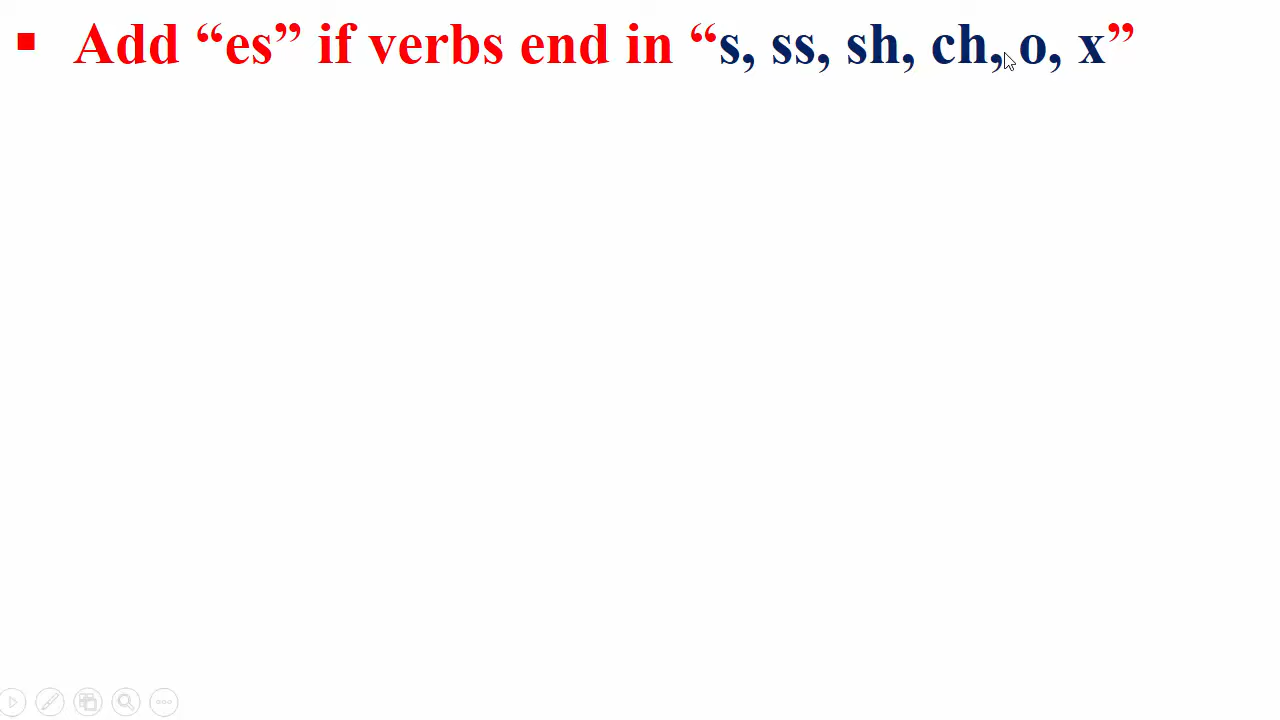 ▪ Add “es” if verbs end in “s, ss, sh, ch, o, x”